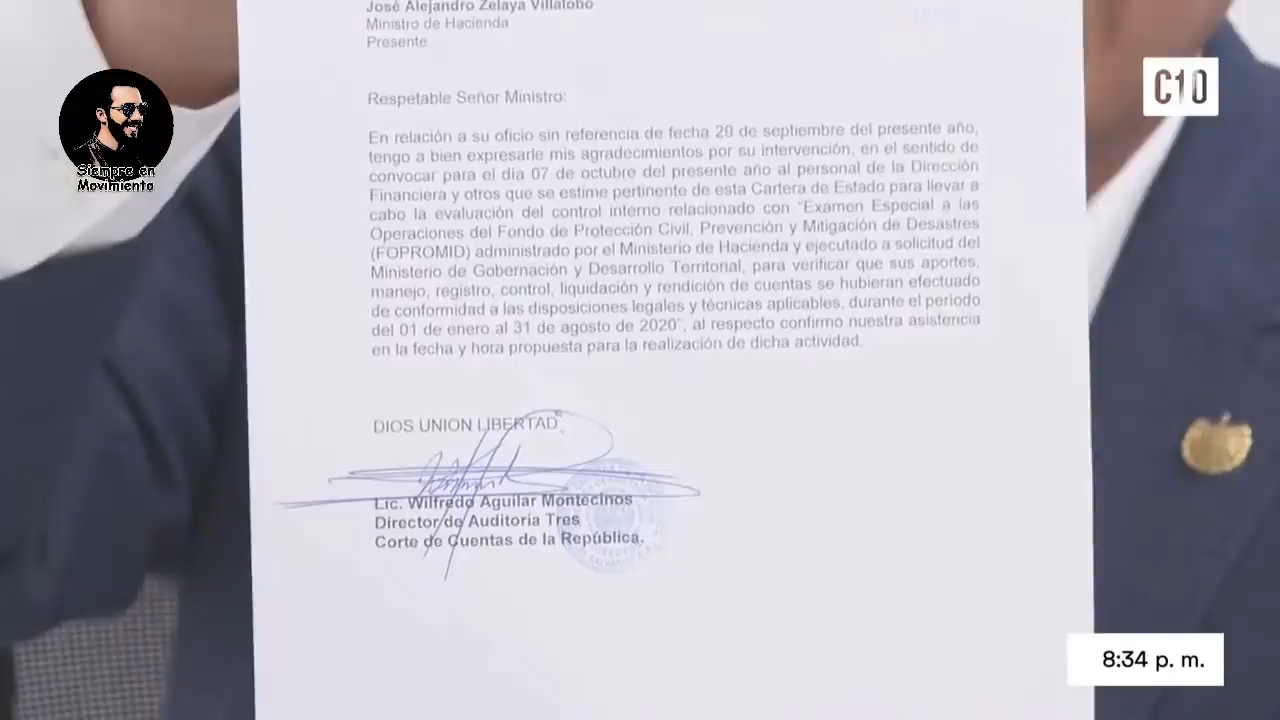 José Alejandro Zelaya Villalobo
Ministro de Hacienda
Presente
C10
Respetable Señor Ministro:
Siempre en
Movimiento
En relación a su oficio sin referencia de fecha 29 de septiembre del presente año,
tengo a bien expresarle mis agradecimientos por su intervención, en el sentido de
convocar para el día 07 de octubre del presente año al personal de la Dirección
Financiera y otros que se estime pertinente de esta Cartera de Estado para llevar a
cabo la evaluación del control interno relacionado con "Examen Especial a las
Operaciones del Fondo de Protección Civil, Prevención y Mitigación de Desastres
(FOPROMID) administrado por el Ministerio de Hacienda y ejecutado a solicitud del
Ministerio de Gobernación y Desarrollo Territorial, para verificar que sus aportes,
manejo, registro, control, liquidación y rendición de cuentas se hubieran efectuado
de conformidad a las disposiciones legales y técnicas aplicables, durante el periodo
del 01 de enero al 31 de agosto de 2020", al respecto confirmo nuestra asistencia
en la fecha y hora propuesta para la realización de dicha actividad.
DIOS UNION LIBERTAD
Lic. Wilfredo Aguilar Montecinos
Director de Auditoria Tres
Corte de Cuentas de la República.
8:34 p. m.